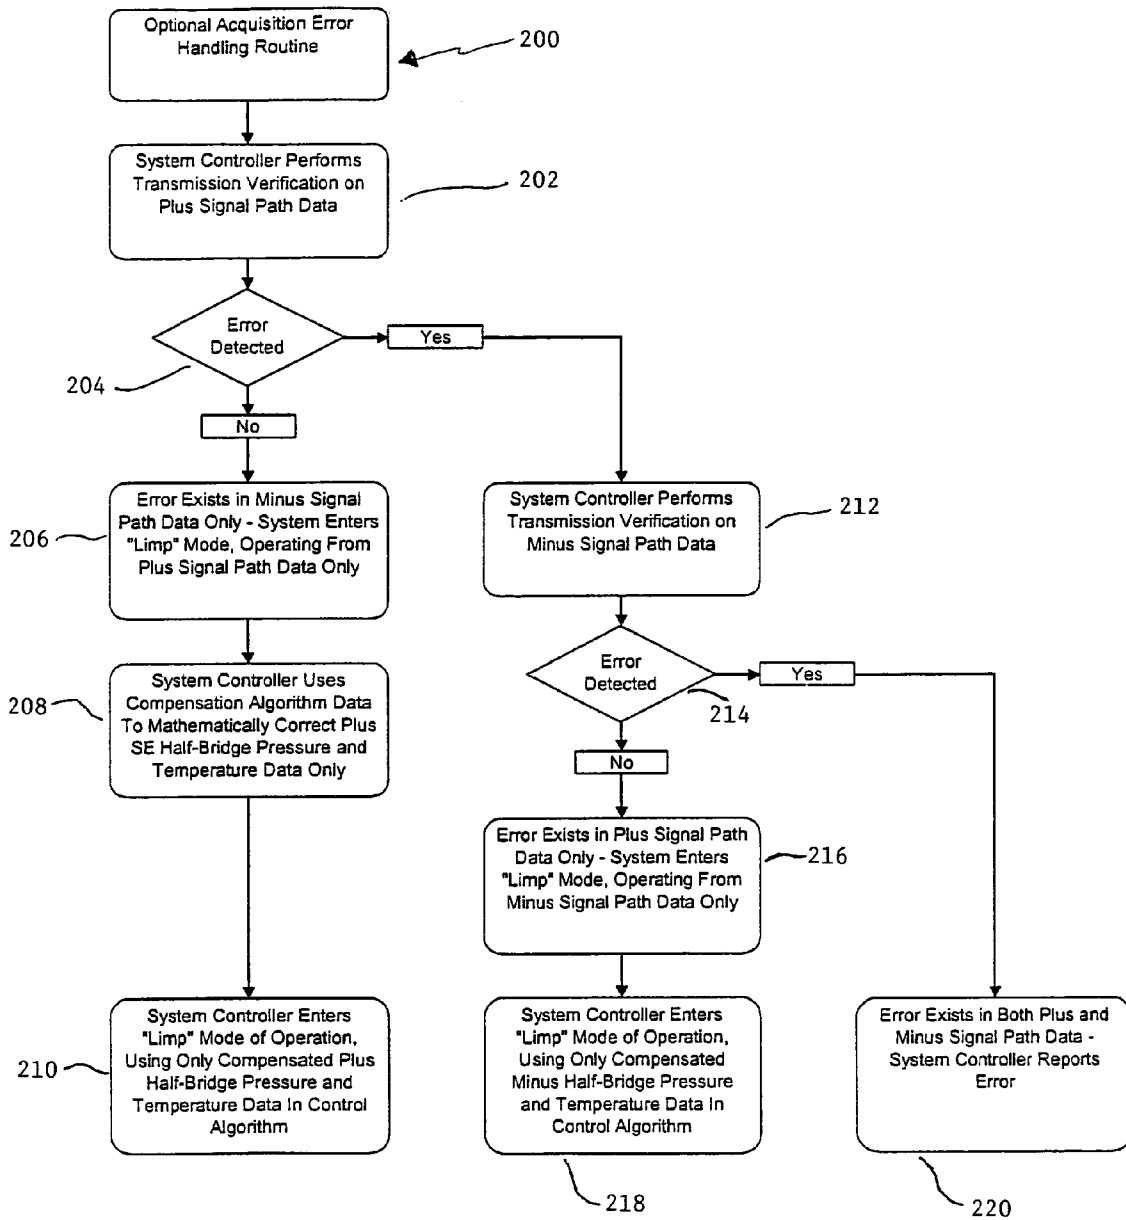 Optional Acquisition Error
Handling Routine
200
System Controller Performs
Transmission Verification on
Plus Signal Path Data
202
Error
Detected
Yes
204
No
Error Exists in Minus Signal
Path Data Only - System Enters
"Limp" Mode, Operating From
Plus Signal Path Data Only
206
System Controller Performs
Transmission Verification on
Minus Signal Path Data
212
System Controller Uses
Compensation Algorithm Data
To Mathematically Correct Plus
SE Half-Bridge Pressure and
Temperature Data Only
208
Error
Detected
Yes
214
No
Error Exists in Plus Signal Path
Data Only - System Enters
"Limp" Mode, Operating From
Minus Signal Path Data Only
216
System Controller Enters
"Limp" Mode of Operation,
Using Only Compensated Plus
Half-Bridge Pressure and
Temperature Data In Control
Algorithm
210
System Controller Enters
"Limp" Mode of Operation,
Using Only Compensated
Minus Half-Bridge Pressure
and Temperature Data In
Control Algorithm
218
Error Exists in Both Plus and
Minus Signal Path Data -
System Controller Reports
Error
220